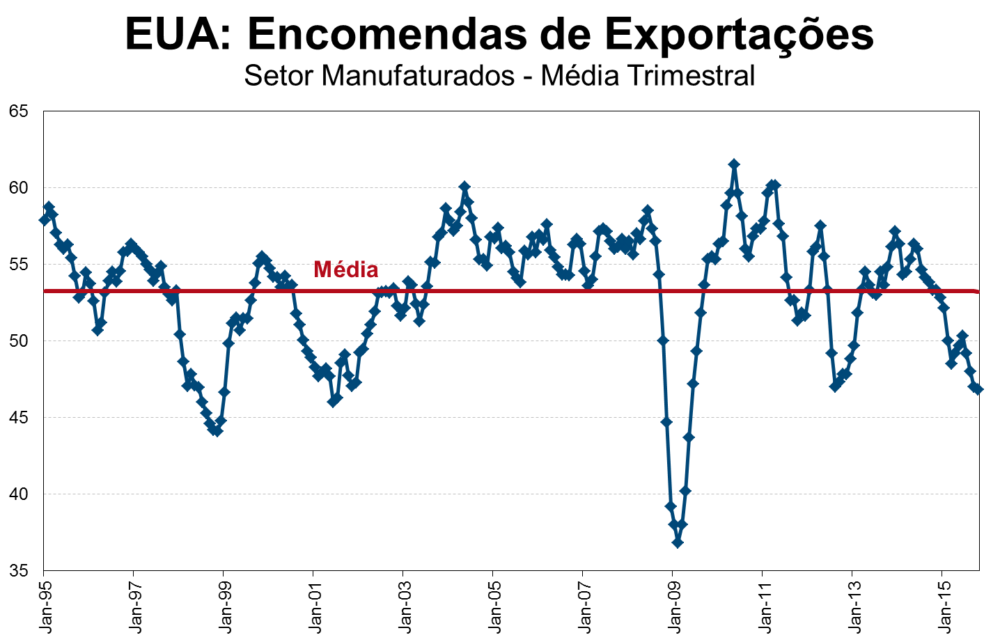 EUA: Encomendas de Exportações
Setor Manufaturados - Média Trimestral
65
60
55
50
45
40
35
Média
Jan-95
Jan-97
Jan-99
Jan-01
Jan-03
Jan-05
Jan-07
Jan-09
Jan-11
Jan-13
Jan-15